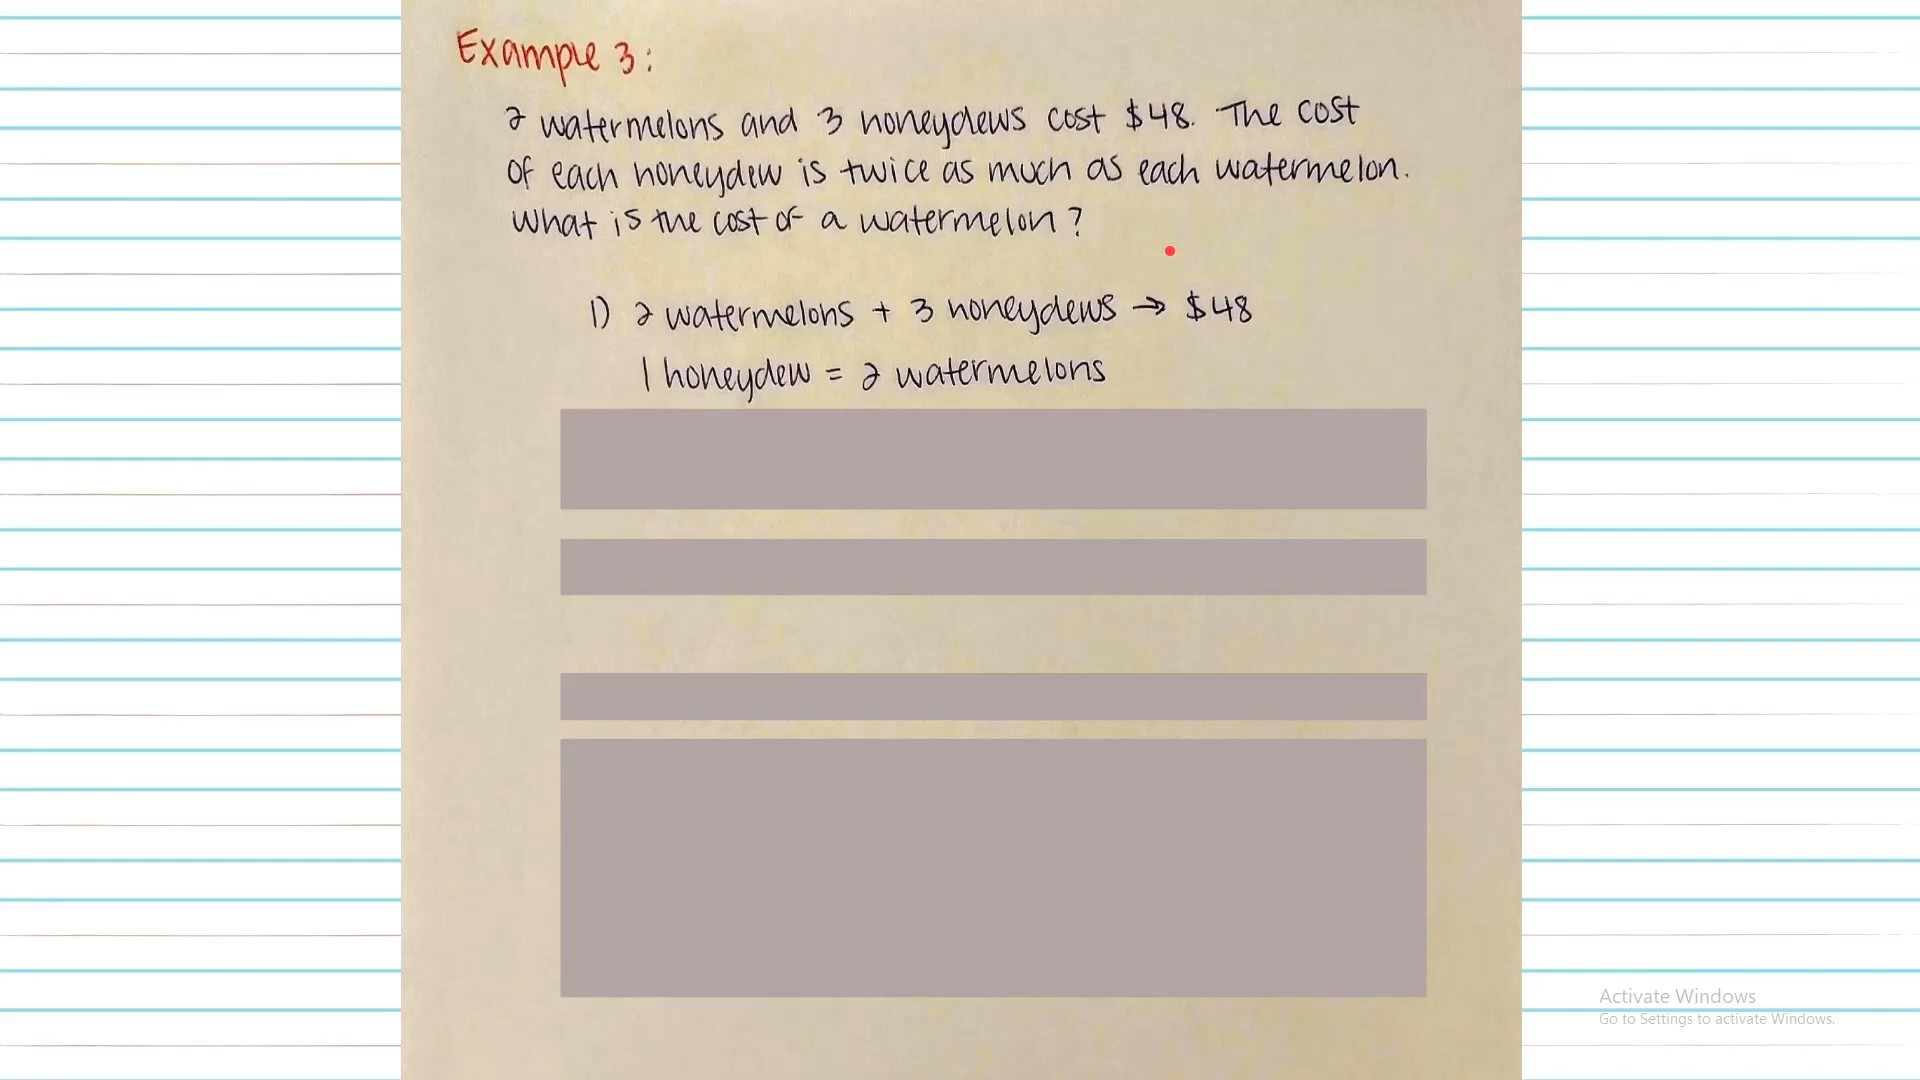 Example 3:
2 watermelons and 3 honeydews cost $48. The cost
of each honeydew is twice as much as each watermelon.
What is the cost of a watermelon?
1) 2 watermelons + 3 honeydews → $48
1 honeydew = 2 watermelons
Activate Windows
Go to Settings to activate Windows.